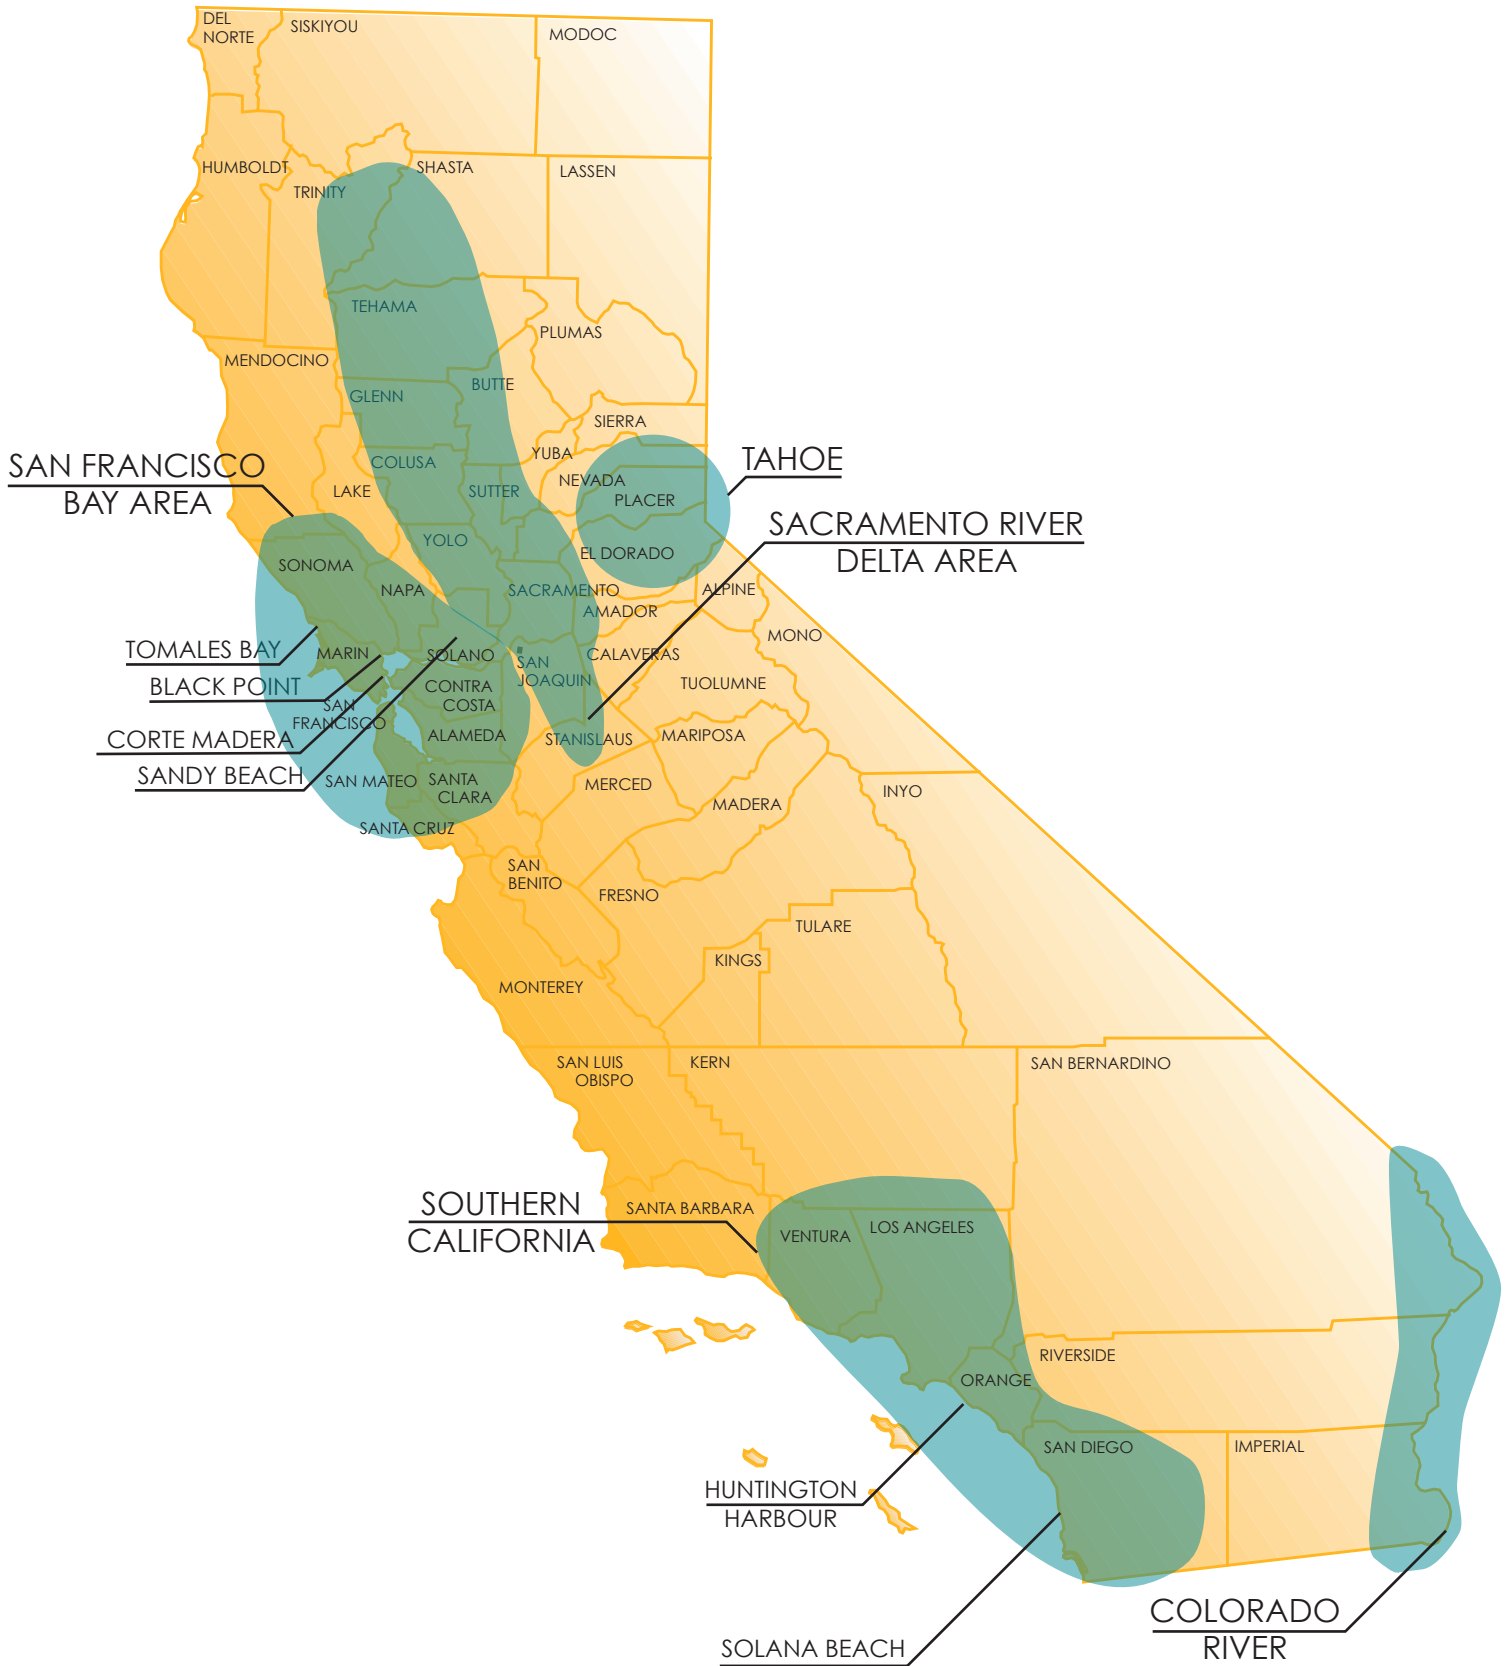 DEL
NORTE
SISKIYOU
MODOC
HUMBOLDT
TRINITY
SHASTA
LASSEN
TEHAMA
PLUMAS
MENDOCINO
GLENN
BUTTE
SIERRA
SAN FRANCISCO
BAY AREA
COLUSA
YUBA
TAHOE
LAKE
SUTTER
NEVADA
PLACER
SACRAMENTO RIVER
DELTA AREA
YOLO
EL DORADO
SONOMA
NAPA
SACRAMENTO
ALPINE
AMADOR
MONO
TOMALES BAY
MARIN
SOLANO
SAN
JOAQUIN
CALAVERAS
BLACK POINT
CONTRA
COSTA
TUOLUMNE
SAN
FRANCISCO
CORTE MADERA
ALAMEDA
STANISLAUS
MARIPOSA
SANDY BEACH
SAN MATEO
SANTA
CLARA
MERCED
MADERA
INYO
SANTA CRUZ
SAN
BENITO
FRESNO
TULARE
KINGS
MONTEREY
SAN LUIS
OBISPO
KERN
SAN BERNARDINO
SOUTHERN
CALIFORNIA
SANTA BARBARA
VENTURA
LOS ANGELES
RIVERSIDE
ORANGE
SAN DIEGO
IMPERIAL
HUNTINGTON
HARBOUR
COLORADO
RIVER
SOLANA BEACH